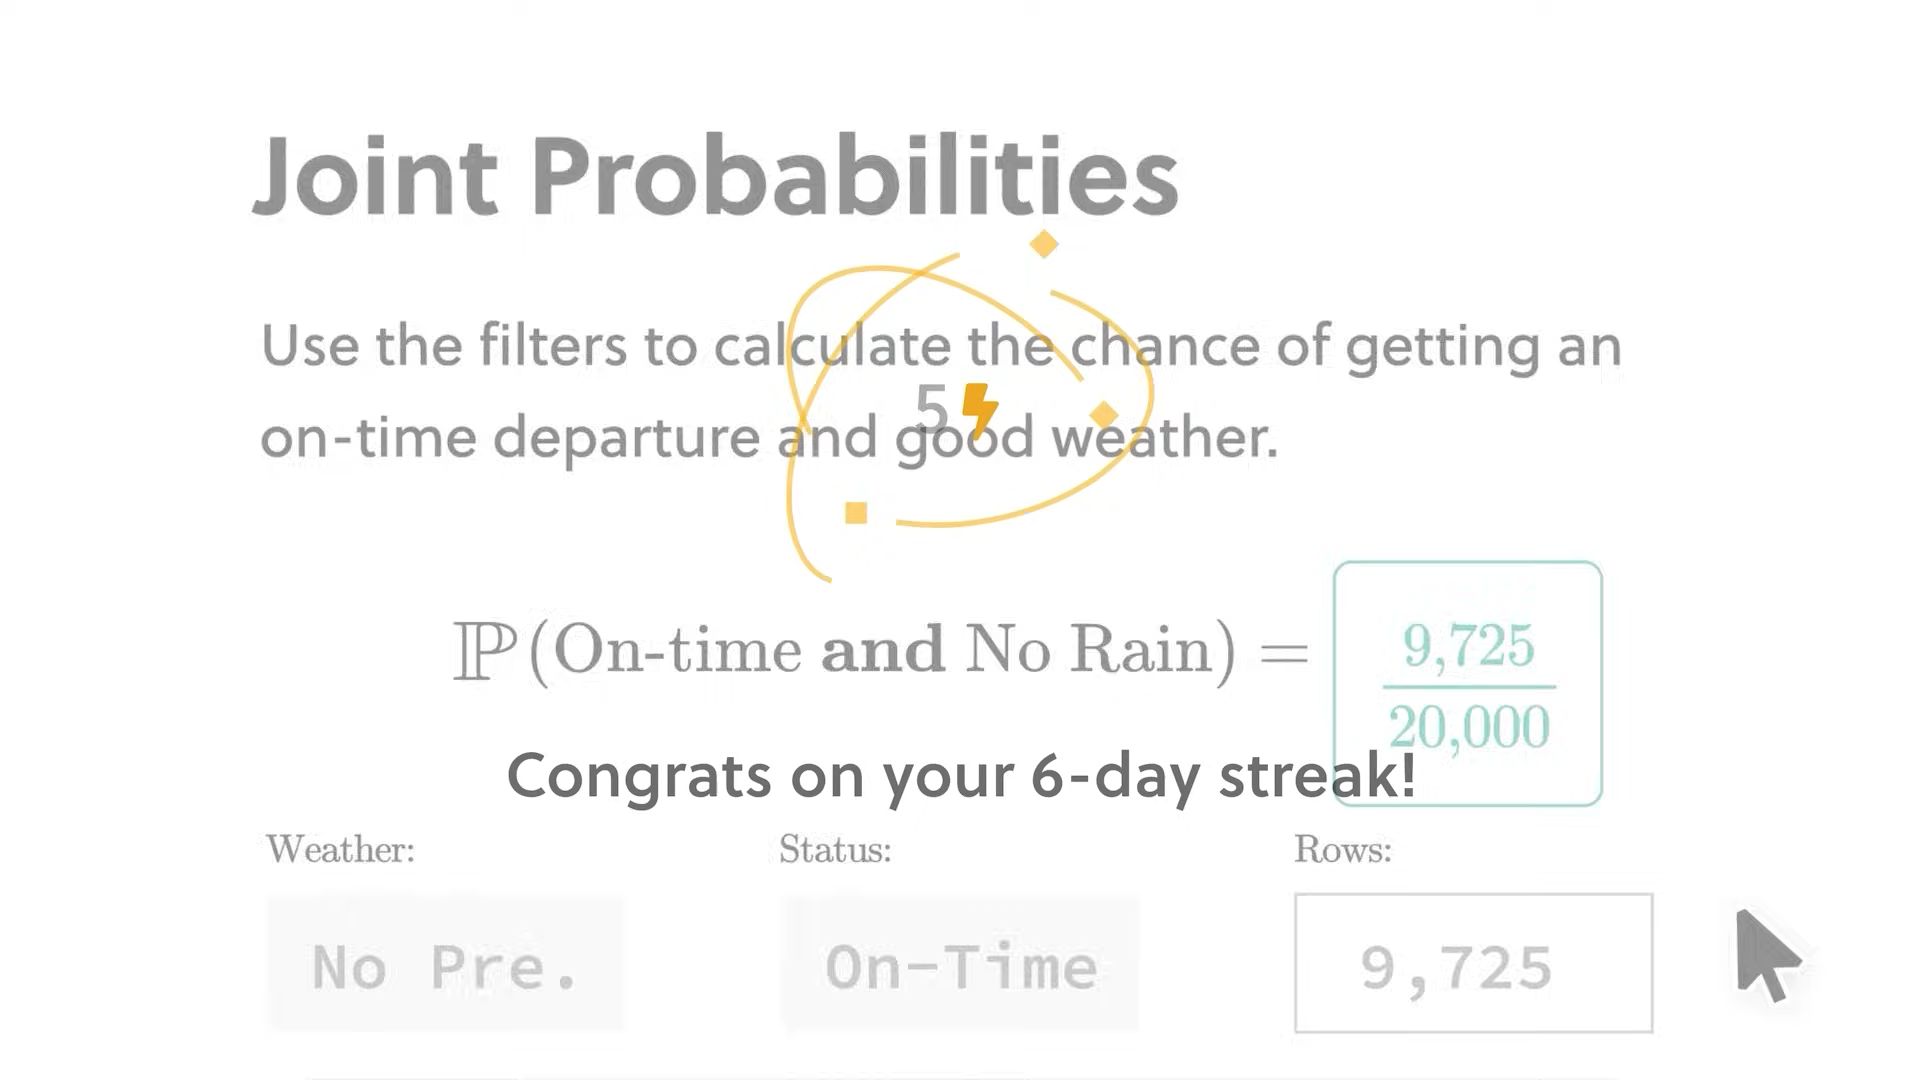 Joint Probabilities
Use the filters to calculate the chance of getting an
on-time departure and good weather.
5
ℙ(On-time and No Rain) = 9,725
20,000
Congrats on your 6-day streak!
Weather: Status: Rows:
No Pre. On-Time 9,725